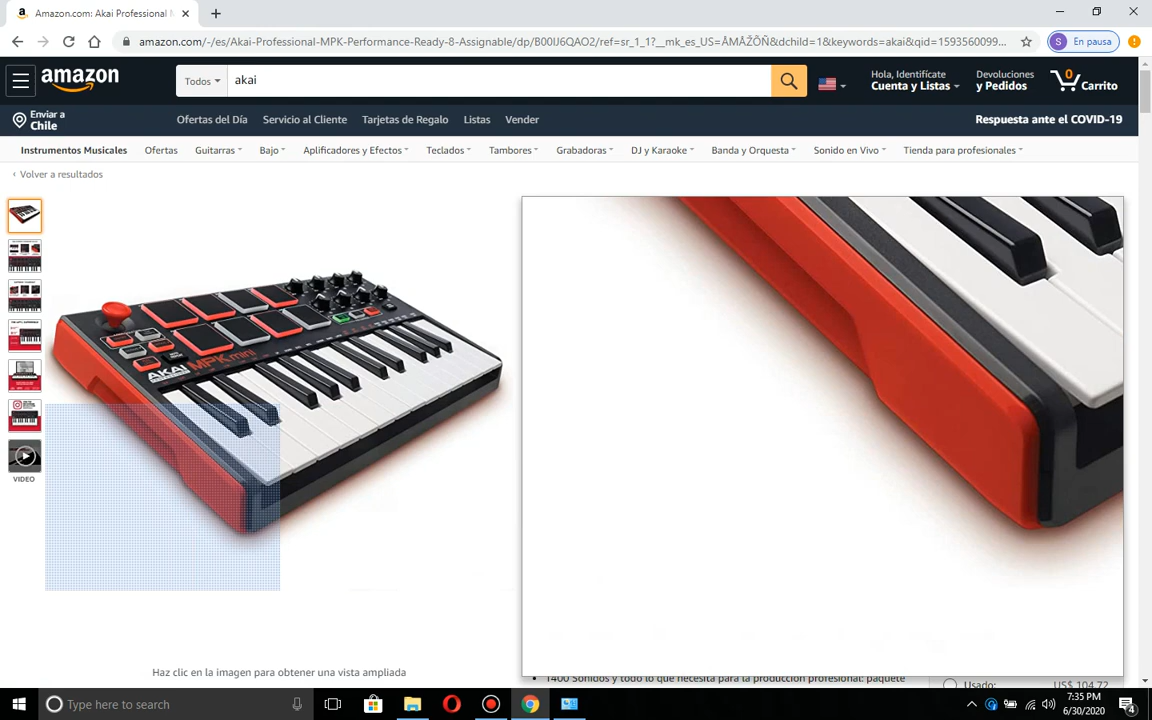 Amazon.com: Akai Professional M
amazon.com/-/es/Akai-Professional-MPK-Performance-Ready-8-Assignable/dp/B00IJ6QAO2/ref=sr_1_1?__mk_es_US=ÅMÅŽÕÑ&dchild=1&keywords=akai&qid=1593560099...
S En pausa
amazon
Todos
akai
Hola, Identifícate
Cuenta y Listas
Devoluciones
y Pedidos
0
Carrito
Enviar a
Chile
Ofertas del Día Servicio al Cliente Tarjetas de Regalo Listas Vender
Respuesta ante el COVID-19
Instrumentos Musicales Ofertas Guitarras Bajo Aplificadores y Efectos Teclados Tambores Grabadoras DJ y Karaoke Banda y Orquesta Sonido en Vivo Tienda para profesionales
‹ Volver a resultados
AKAI
MPKmini
VIDEO
Haz clic en la imagen para obtener una vista ampliada
• 1400 Sonidos y todo lo que necesita para la producción profesional: paquete
Usado: US$ 104.72
Type here to search
7:35 PM
6/30/2020
4